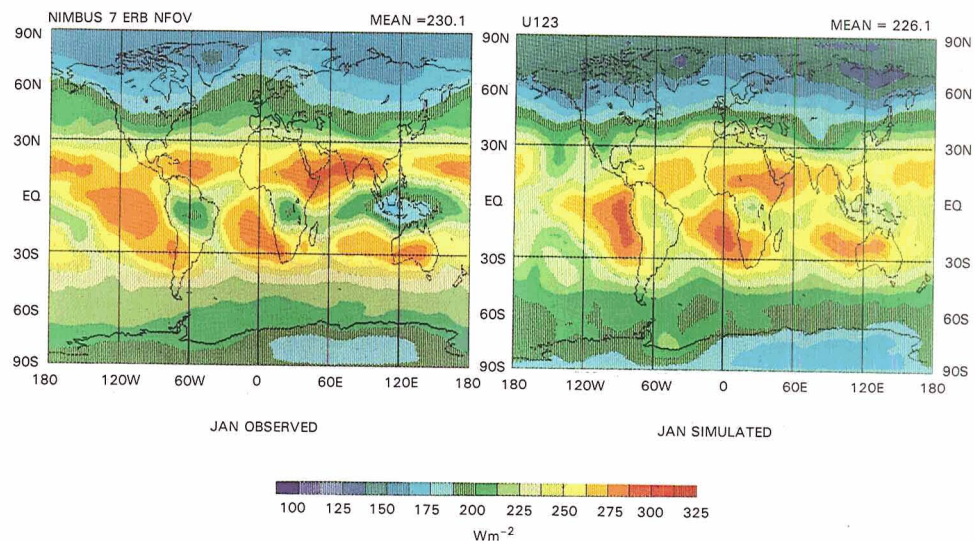 NIMBUS 7 ERB NFOV MEAN =230.1
U123 MEAN = 226.1
90N 90N 90N
60N 60N 60N
30N 30N 30N
EQ EQ EQ
30S 30S 30S
60S 60S 60S
90S 90S 90S
180 120W 60W 0 60E 120E 180
180 120W 60W 0 60E 120E 180
JAN OBSERVED
JAN SIMULATED
100 125 150 175 200 225 250 275 300 325
Wm-2